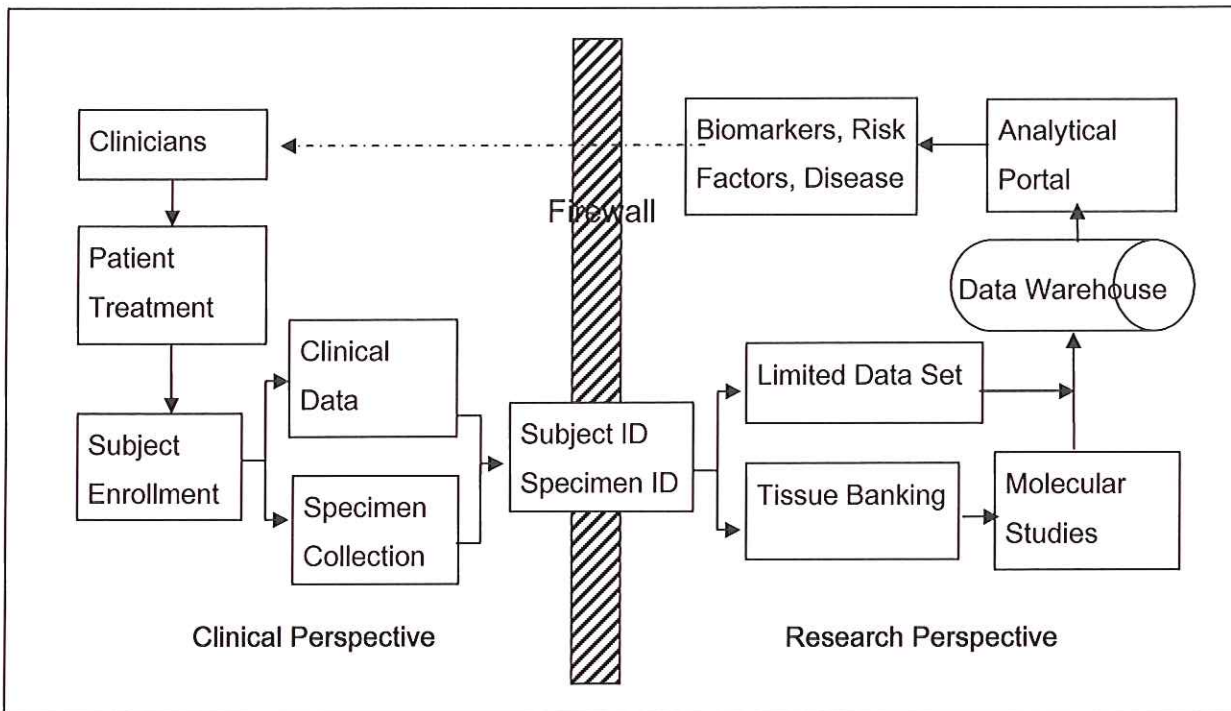 Clinicians
Patient
Treatment
Subject
Enrollment
Clinical
Data
Specimen
Collection
Clinical Perspective
Firewall
Subject ID
Specimen ID
Biomarkers, Risk
Factors, Disease
Analytical
Portal
Data Warehouse
Limited Data Set
Tissue Banking
Molecular
Studies
Research Perspective